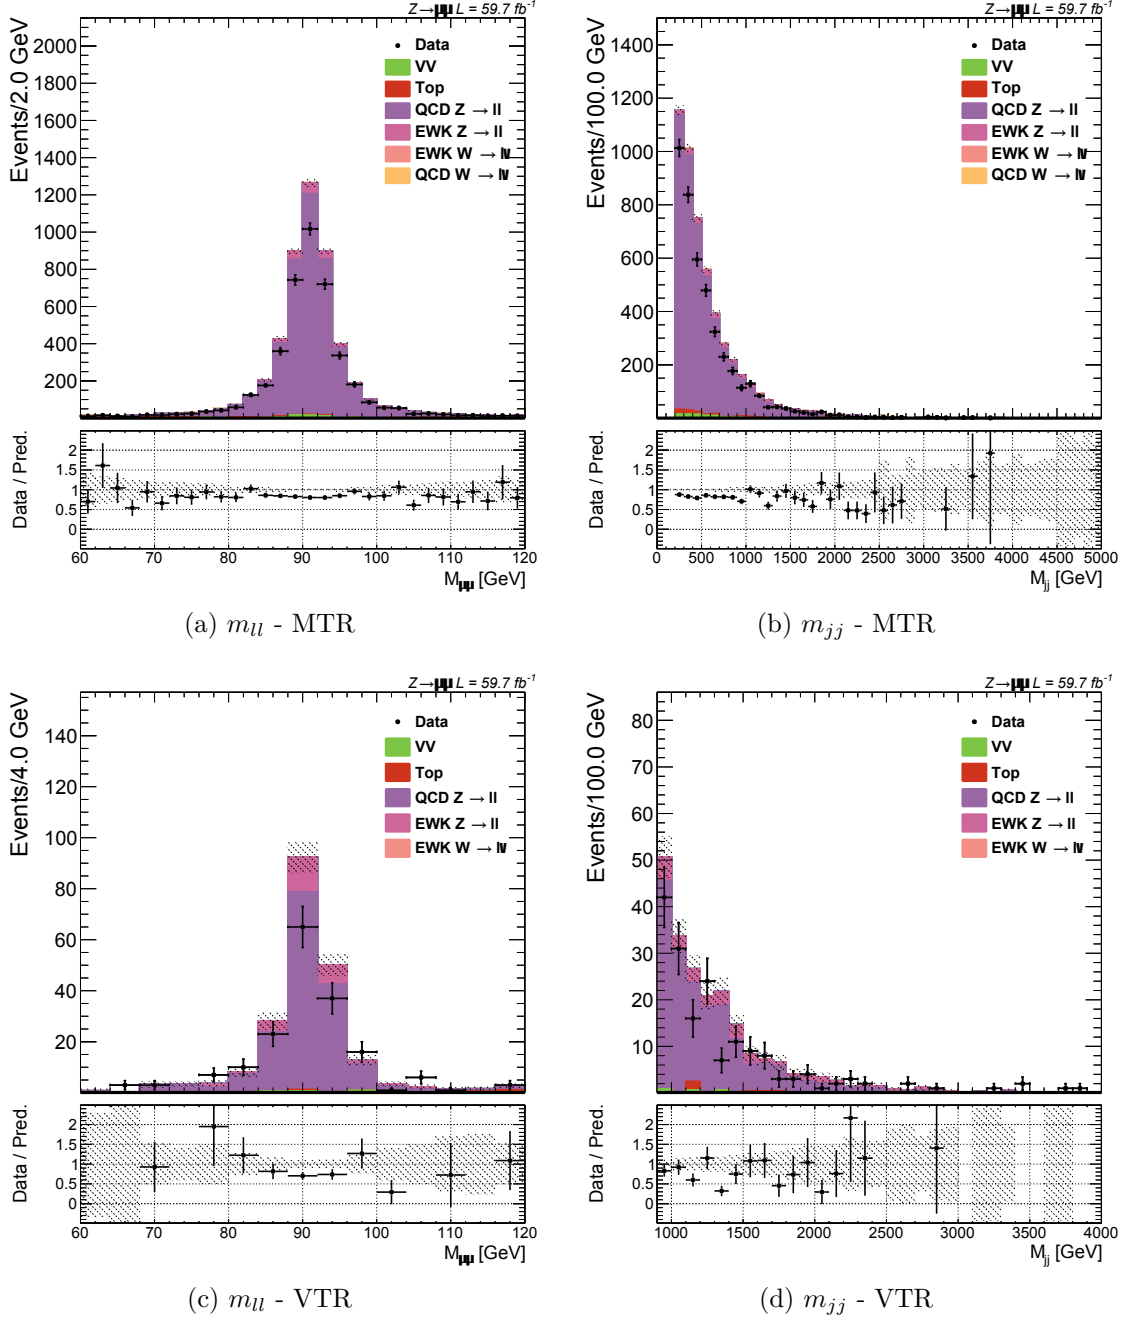 Z→μμ L = 59.7 fb⁻¹
Events/2.0 GeV
2000
1800
1600
1400
1200
1000
800
600
400
200
Data
VV
Top
QCD Z → ll
EWK Z → ll
EWK W → lν
QCD W → lν
Data / Pred.
2
1.5
1
0.5
0
60 70 80 90 100 110 120
M_μμ [GeV]
(a) m_ll - MTR
Z→μμ L = 59.7 fb⁻¹
Events/100.0 GeV
1400
1200
1000
800
600
400
200
Data
VV
Top
QCD Z → ll
EWK Z → ll
EWK W → lν
QCD W → lν
Data / Pred.
2
1.5
1
0.5
0
0 500 1000 1500 2000 2500 3000 3500 4000 4500 5000
M_jj [GeV]
(b) m_jj - MTR
Z→μμ L = 59.7 fb⁻¹
Events/4.0 GeV
140
120
100
80
60
40
20
Data
VV
Top
QCD Z → ll
EWK Z → ll
EWK W → lν
Data / Pred.
2
1.5
1
0.5
0
60 70 80 90 100 110 120
M_μμ [GeV]
(c) m_ll - VTR
Z→μμ L = 59.7 fb⁻¹
Events/100.0 GeV
80
70
60
50
40
30
20
10
Data
VV
Top
QCD Z → ll
EWK Z → ll
EWK W → lν
Data / Pred.
2
1.5
1
0.5
0
1000 1500 2000 2500 3000 3500 4000
M_jj [GeV]
(d) m_jj - VTR